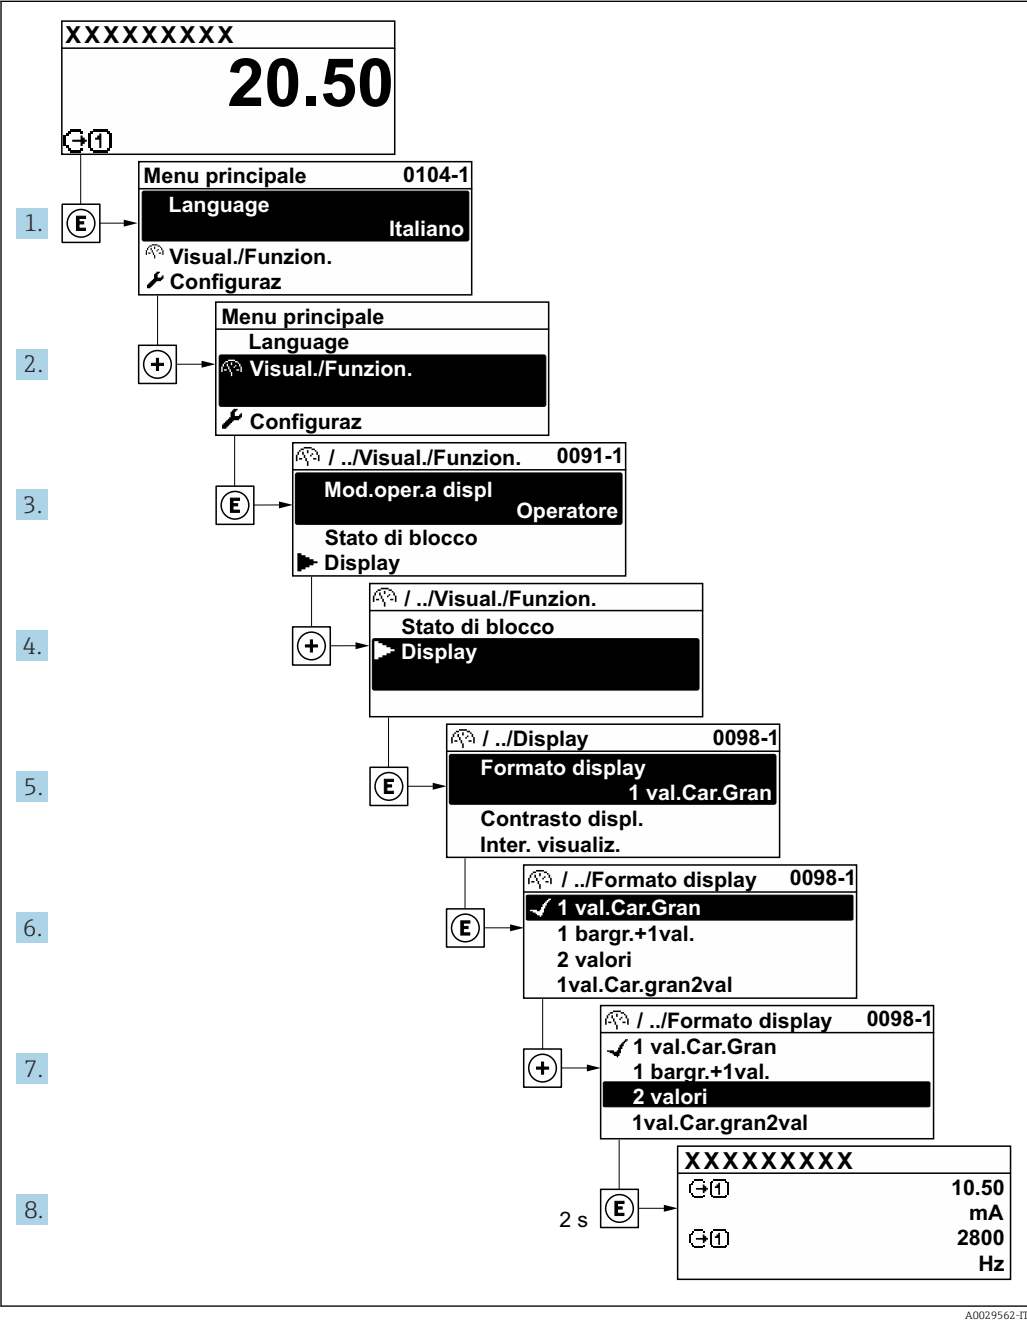 XXXXXXXXX
20.50
1
Menu principale 0104-1
Language
Italiano
Visual./Funzion.
Configuraz
1.
E
Menu principale
Language
Visual./Funzion.
Configuraz
2.
+
/ ../Visual./Funzion. 0091-1
Mod.oper.a displ
Operatore
Stato di blocco
Display
3.
E
/ ../Visual./Funzion.
Stato di blocco
Display
4.
+
/ ../Display 0098-1
Formato display
1 val.Car.Gran
Contrasto displ.
Inter. visualiz.
5.
E
/ ../Formato display 0098-1
1 val.Car.Gran
1 bargr.+1val.
2 valori
1val.Car.gran2val
6.
E
/ ../Formato display 0098-1
1 val.Car.Gran
1 bargr.+1val.
2 valori
1val.Car.gran2val
7.
+
XXXXXXXXX
1 10.50
mA
1 2800
Hz
8.
2 s
E
A0029562-IT